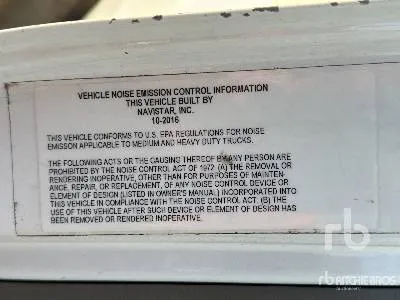 VEHICLE NOISE EMISSION CONTROL INFORMATION
THIS VEHICLE BUILT BY
NAVISTAR, INC.
10-2016
THIS VEHICLE CONFORMS TO U.S. EPA REGULATIONS FOR NOISE
EMISSION APPLICABLE TO MEDIUM AND HEAVY DUTY TRUCKS.
THE FOLLOWING ACTS OR THE CAUSING THEREOF BY ANY PERSON ARE
PROHIBITED BY THE NOISE CONTROL ACT OF 1972 (A) THE REMOVAL OR
RENDERING INOPERATIVE, OTHER THAN FOR PURPOSES OF MAINTEN-
ANCE, REPAIR, OR REPLACEMENT, OF ANY NOISE CONTROL DEVICE OR
ELEMENT OF DESIGN (LISTED IN OWNER'S MANUAL) INCORPORATED INTO
THIS VEHICLE IN COMPLIANCE WITH THE NOISE CONTROL ACT. (B) THE
USE OF THIS VEHICLE AFTER SUCH DEVICE OR ELEMENT OF DESIGN HAS
BEEN REMOVED OR RENDERED INOPERATIVE.
rb
rb RITCHIE BROS